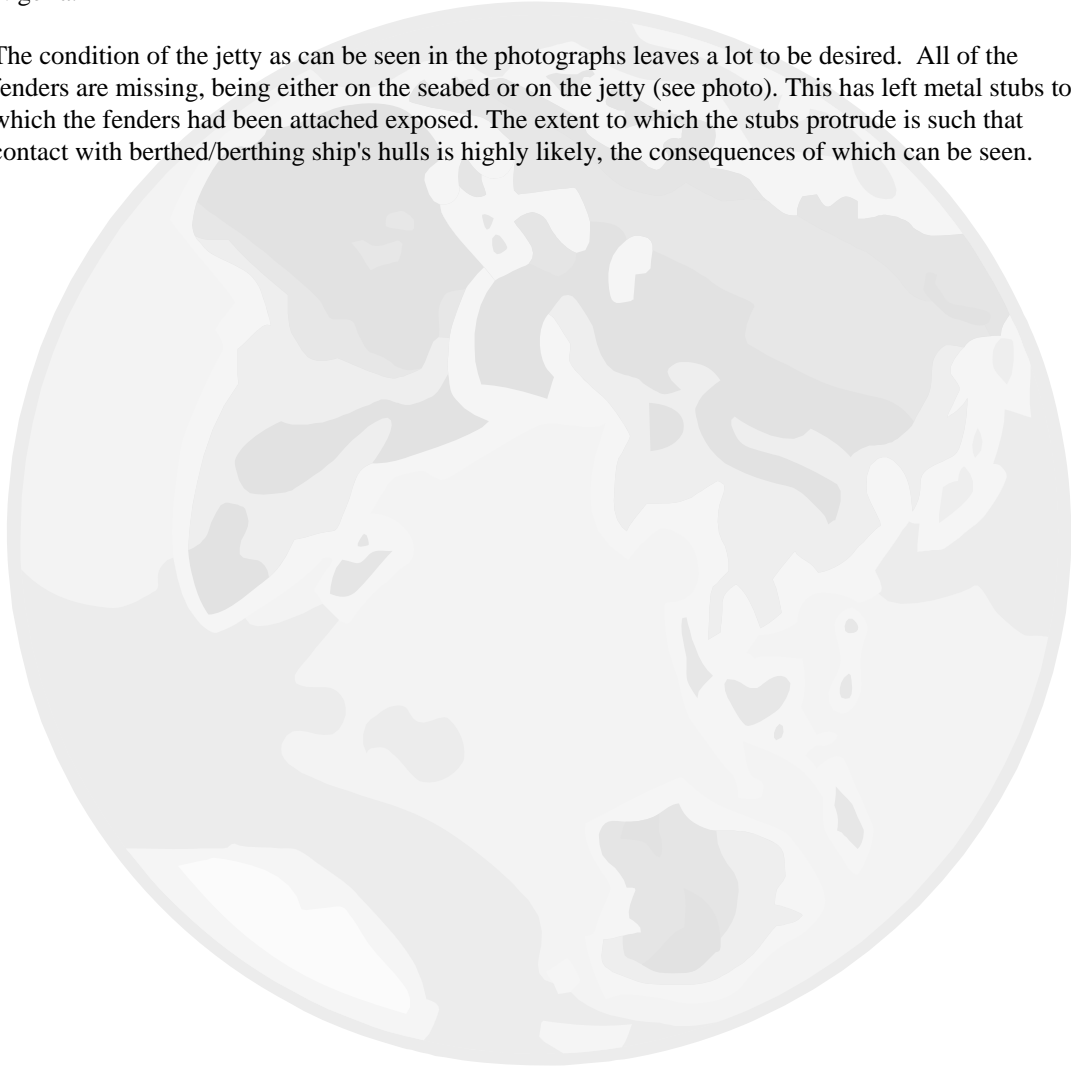 The condition of the jetty as can be seen in the photographs leaves a lot to be desired.  All of the
fenders are missing, being either on the seabed or on the jetty (see photo). This has left metal stubs to
which the fenders had been attached exposed. The extent to which the stubs protrude is such that
contact with berthed/berthing ship's hulls is highly likely, the consequences of which can be seen.